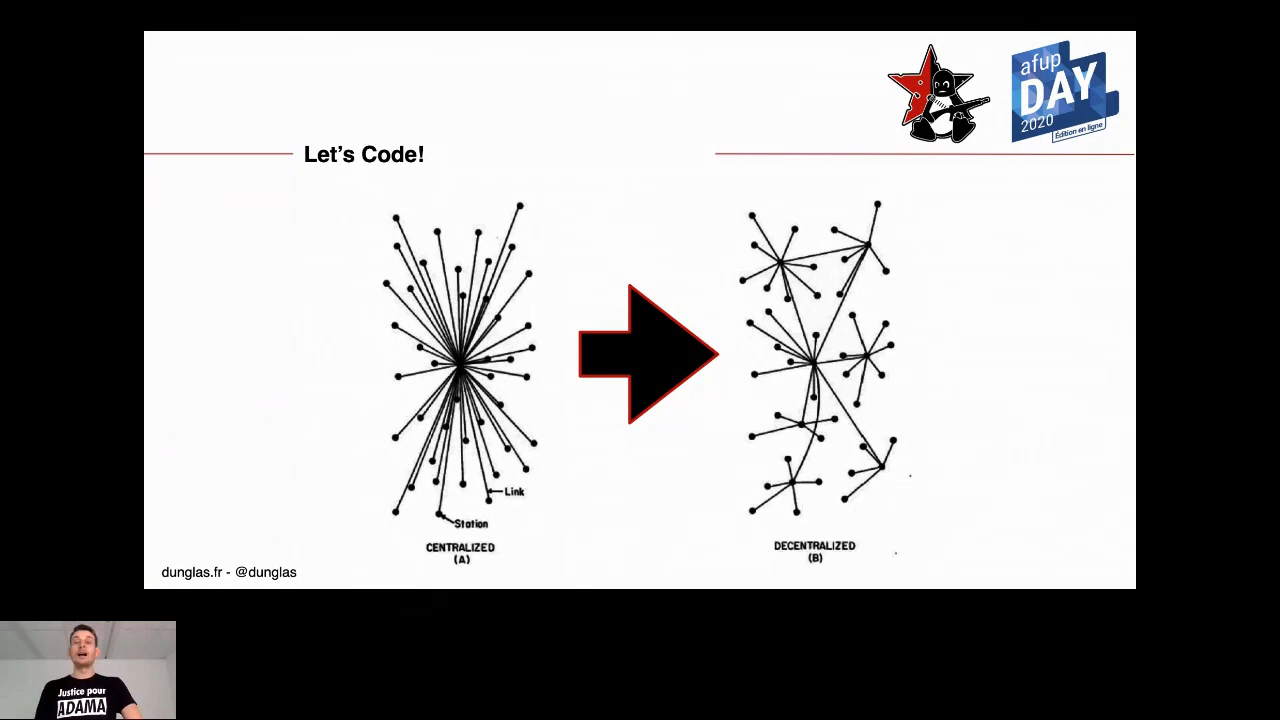 afup
DAY
2020
Édition en ligne
Let's Code!
Link
Station
CENTRALIZED
(A)
DECENTRALIZED
(B)
dunglas.fr - @dunglas
Justice pour
ADAMA